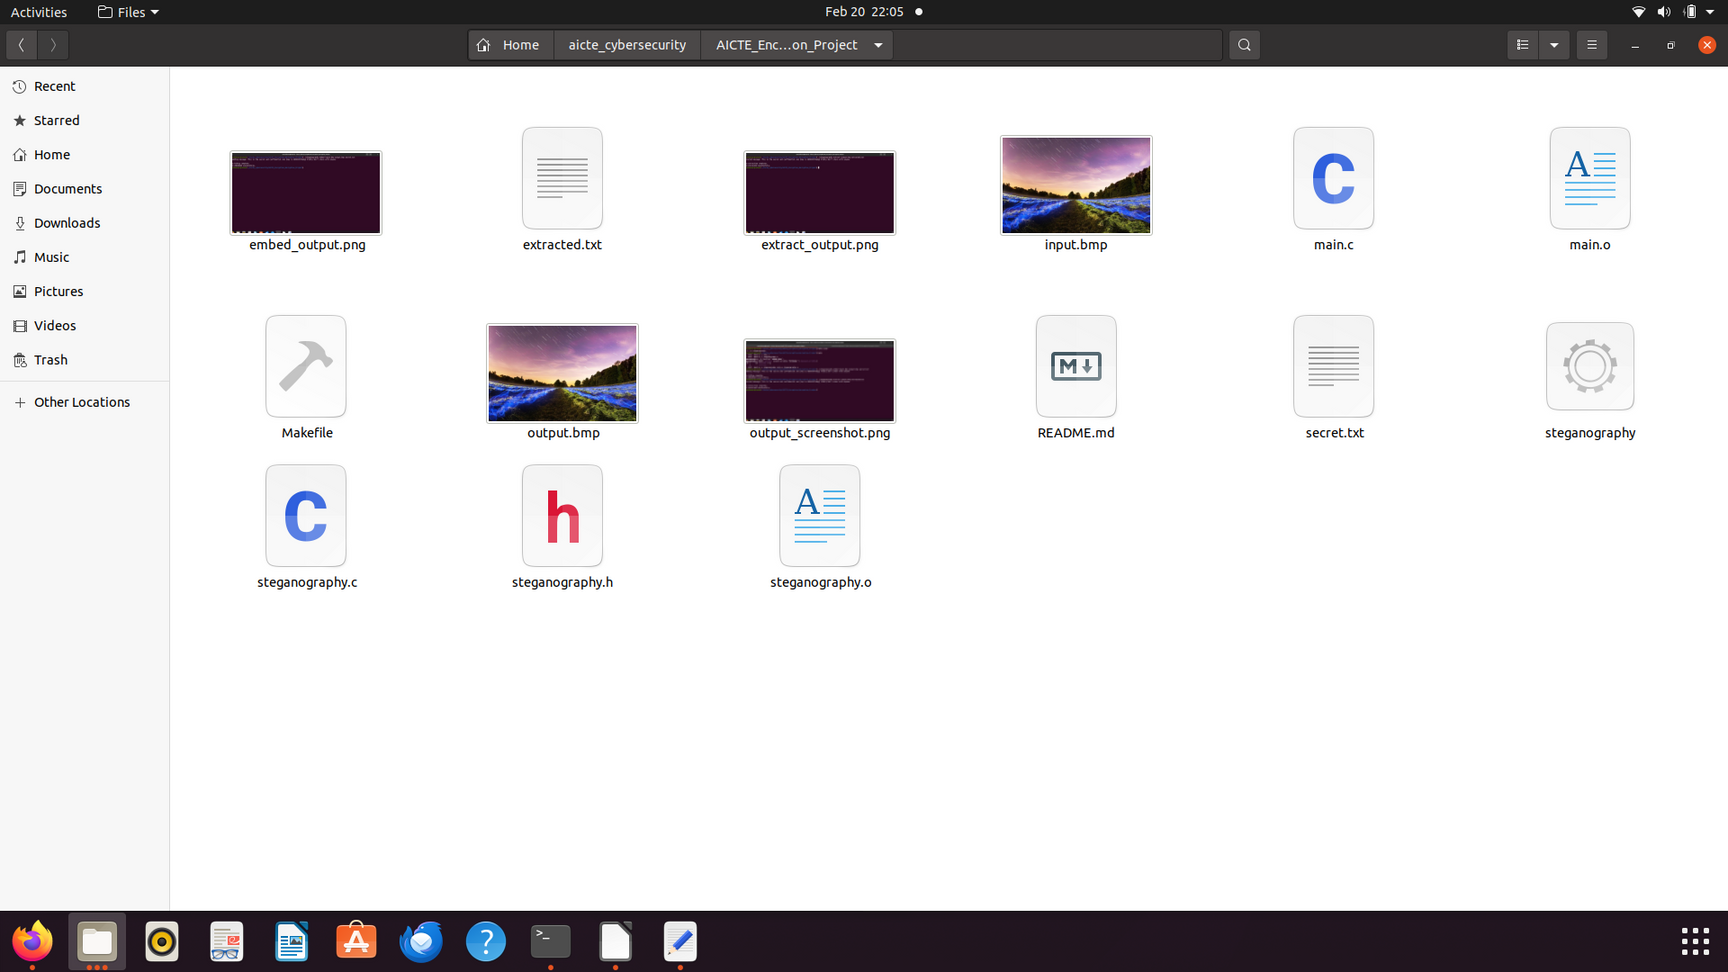 Activities
Files
Feb 20 22:05
Home
aicte_cybersecurity
AICTE_Enc...on_Project
Recent
Starred
Home
Documents
Downloads
Music
Pictures
Videos
Trash
Other Locations
embed_output.png
extracted.txt
extract_output.png
input.bmp
main.c
main.o
Makefile
output.bmp
output_screenshot.png
README.md
secret.txt
steganography
steganography.c
steganography.h
steganography.o